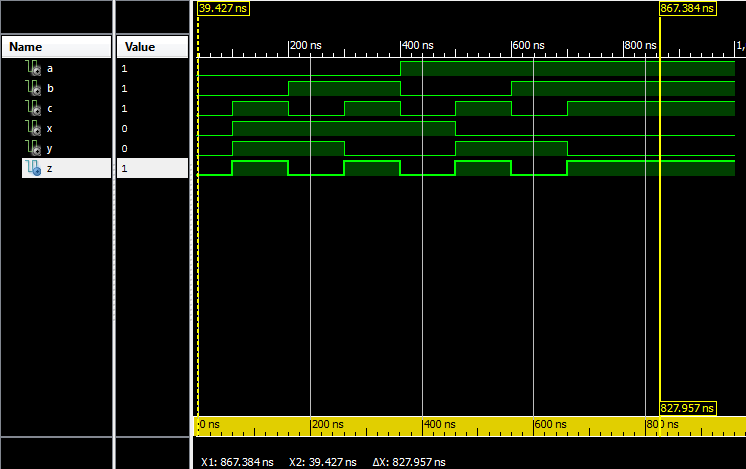 39.427 ns 867.384 ns
Name Value 200 ns 400 ns 600 ns 800 ns 1,
a 1
b 1
c 1
x 0
y 0
z 1
827.957 ns
0 ns 200 ns 400 ns 600 ns 800 ns
X1: 867.384 ns X2: 39.427 ns ΔX: 827.957 ns